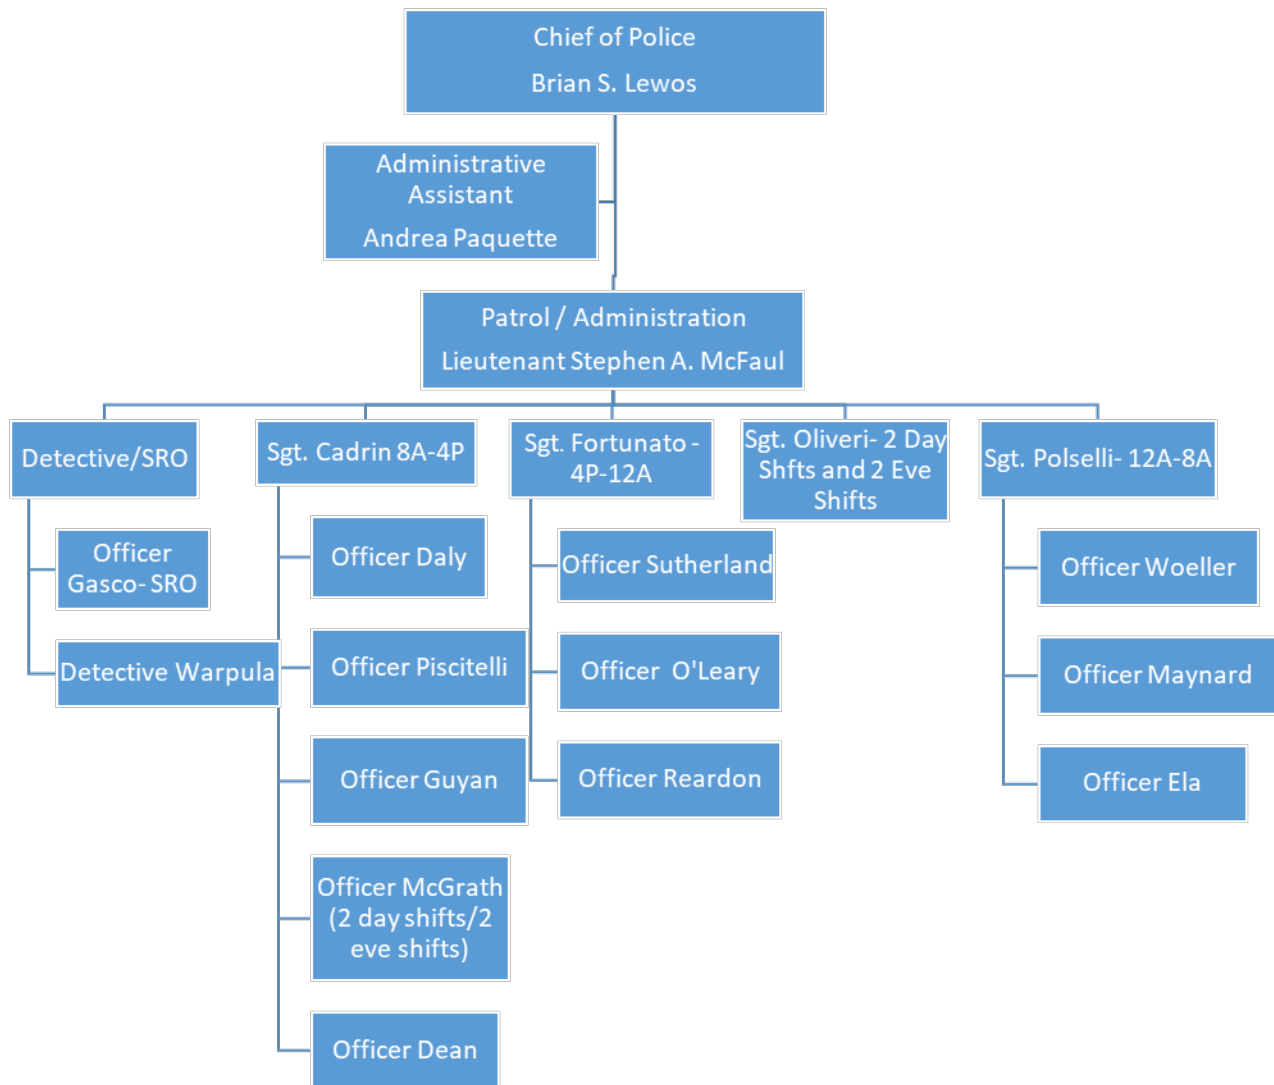 Chief of Police
Brian S. Lewos
Administrative
Assistant
Andrea Paquette
Patrol / Administration
Lieutenant Stephen A. McFaul
Detective/SRO
Officer
Gasco- SRO
Detective Warpula
Sgt. Cadrin 8A-4P
Officer Daly
Officer Piscitelli
Officer Guyan
Officer McGrath
(2 day shifts/2
eve shifts)
Officer Dean
Sgt. Fortunato -
4P-12A
Officer Sutherland
Officer O'Leary
Officer Reardon
Sgt. Oliveri- 2 Day
Shfts and 2 Eve
Shifts
Sgt. Polselli- 12A-8A
Officer Woeller
Officer Maynard
Officer Ela